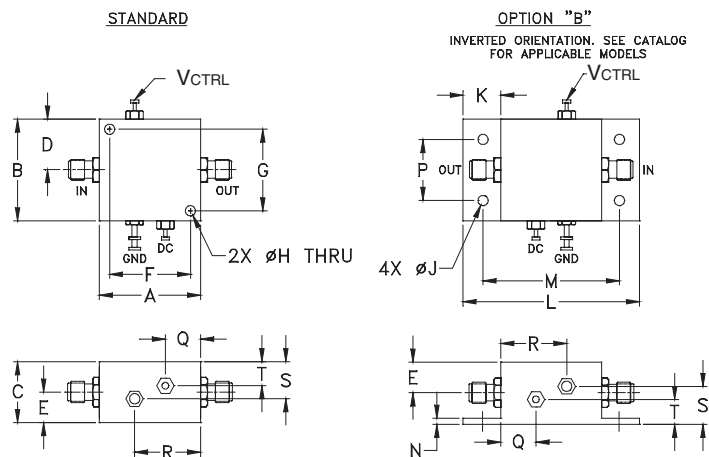 STANDARD
OPTION "B"
INVERTED ORIENTATION. SEE CATALOG
FOR APPLICABLE MODELS
VCTRL
VCTRL
K
D
B
G
P
IN
OUT
OUT
IN
GND
DC
2X øH THRU
F
A
4X øJ
DC
GND
M
L
Q
T
S
C
E
R
R
E
N
Q
T
S